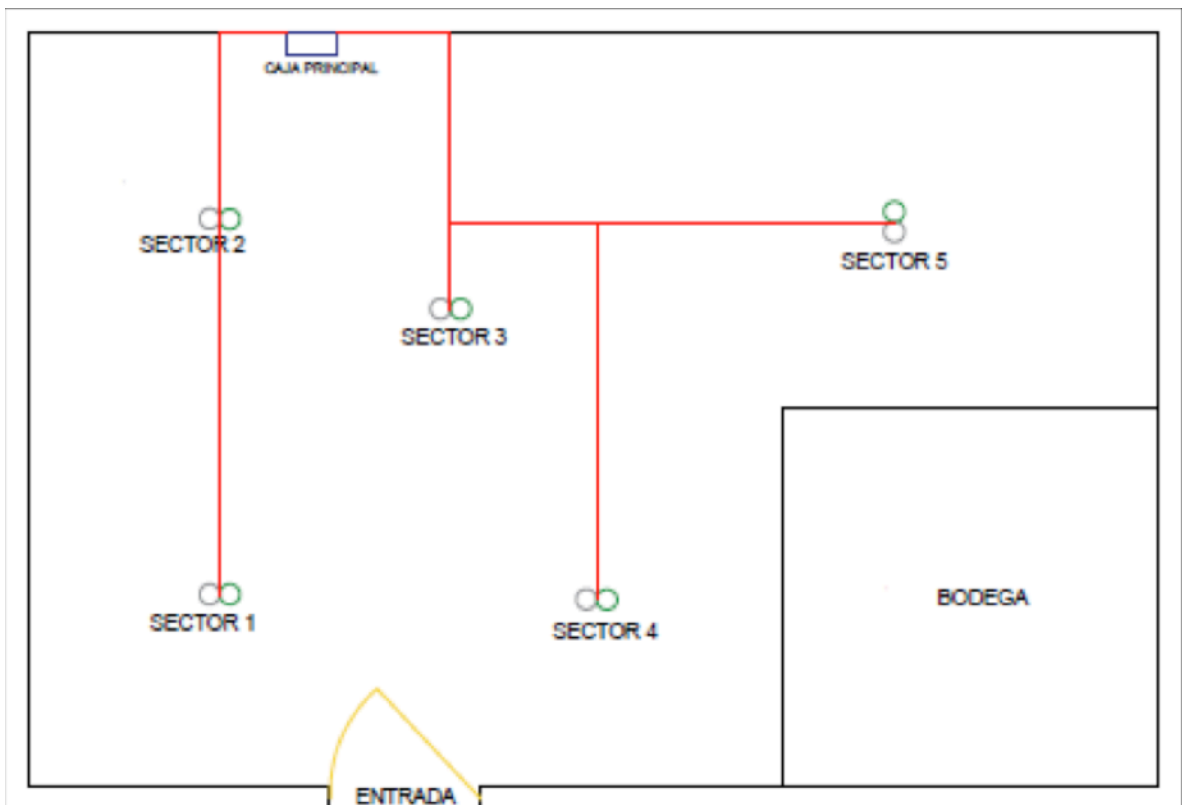 CAJA PRINCIPAL
SECTOR 2
SECTOR 5
SECTOR 3
BODEGA
SECTOR 1
SECTOR 4
ENTRADA